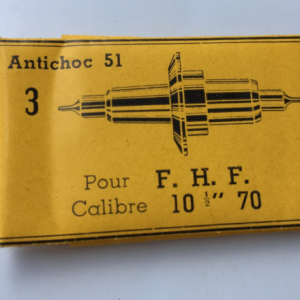 Antichoc 51
3
Pour F. H. F.
Calibre 10 ½‴ 70